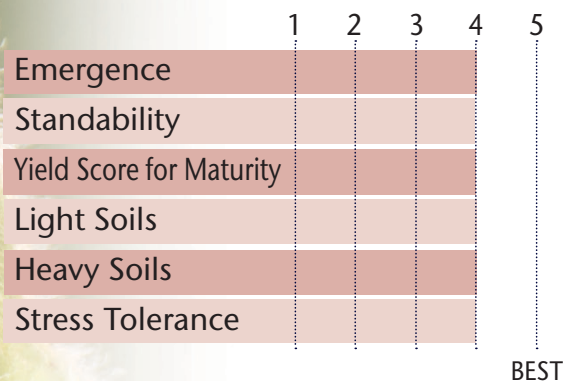 1 2 3 4 5
Emergence
Standability
Yield Score for Maturity
Light Soils
Heavy Soils
Stress Tolerance
BEST